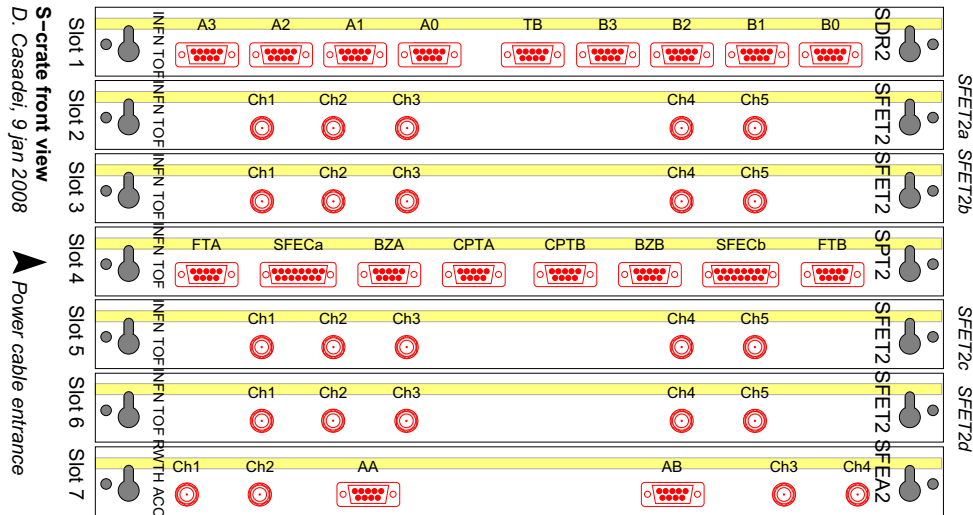 S-crate front view
D. Casadei, 9 jan 2008
Power cable entrance
Slot 1
INFN TOF
A3 A2 A1 A0 TB B3 B2 B1 B0
SDR2
Slot 2
INFN TOF
Ch1 Ch2 Ch3 Ch4 Ch5
SFET2
SFET2a
Slot 3
INFN TOF
Ch1 Ch2 Ch3 Ch4 Ch5
SFET2
SFET2b
Slot 4
INFN TOF
FTA SFECa BZA CPTA CPTB BZB SFECb FTB
SPT2
Slot 5
INFN TOF
Ch1 Ch2 Ch3 Ch4 Ch5
SFET2
SFET2c
Slot 6
INFN TOF
Ch1 Ch2 Ch3 Ch4 Ch5
SFET2
SFET2d
Slot 7
RWTH ACC
Ch1 Ch2 AA AB Ch3 Ch4
SFEA2